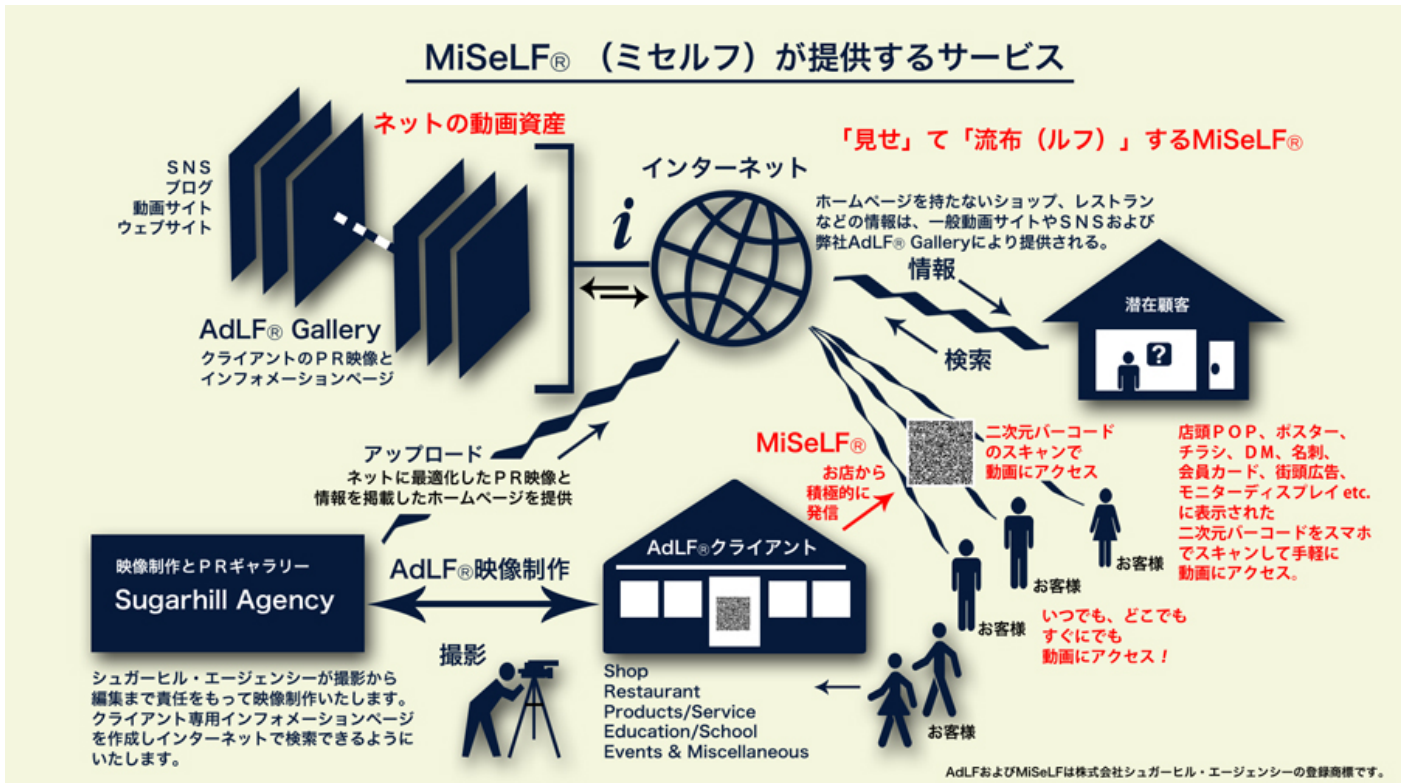 MiSeLF® （ミセルフ）が提供するサービス
ネットの動画資産
SNS
ブログ
動画サイト
ウェブサイト
AdLF® Gallery
クライアントのPR映像と
インフォメーションページ
i
インターネット
「見せ」て「流布（ルフ）」するMiSeLF®
ホームページを持たないショップ、レストラン
などの情報は、一般動画サイトやSNSおよび
弊社AdLF® Galleryにより提供される。
情報
検索
潜在顧客
?
アップロード
ネットに最適化したPR映像と
情報を掲載したホームページを提供
MiSeLF®
お店から
積極的に
発信
二次元バーコード
のスキャンで
動画にアクセス
店頭POP、ポスター、
チラシ、DM、名刺、
会員カード、街頭広告、
モニターディスプレイ etc.
に表示された
二次元バーコードをスマホ
でスキャンして手軽に
動画にアクセス。
お客様
お客様
お客様
いつでも、どこでも
すぐにでも
動画にアクセス！
お客様
映像制作とPRギャラリー
Sugarhill Agency
AdLF®映像制作
AdLF®クライアント
撮影
シュガーヒル・エージェンシーが撮影から
編集まで責任をもって映像制作いたします。
クライアント専用インフォメーションページ
を作成しインターネットで検索できるように
いたします。
Shop
Restaurant
Products/Service
Education/School
Events & Miscellaneous
AdLFおよびMiSeLFは株式会社シュガーヒル・エージェンシーの登録商標です。